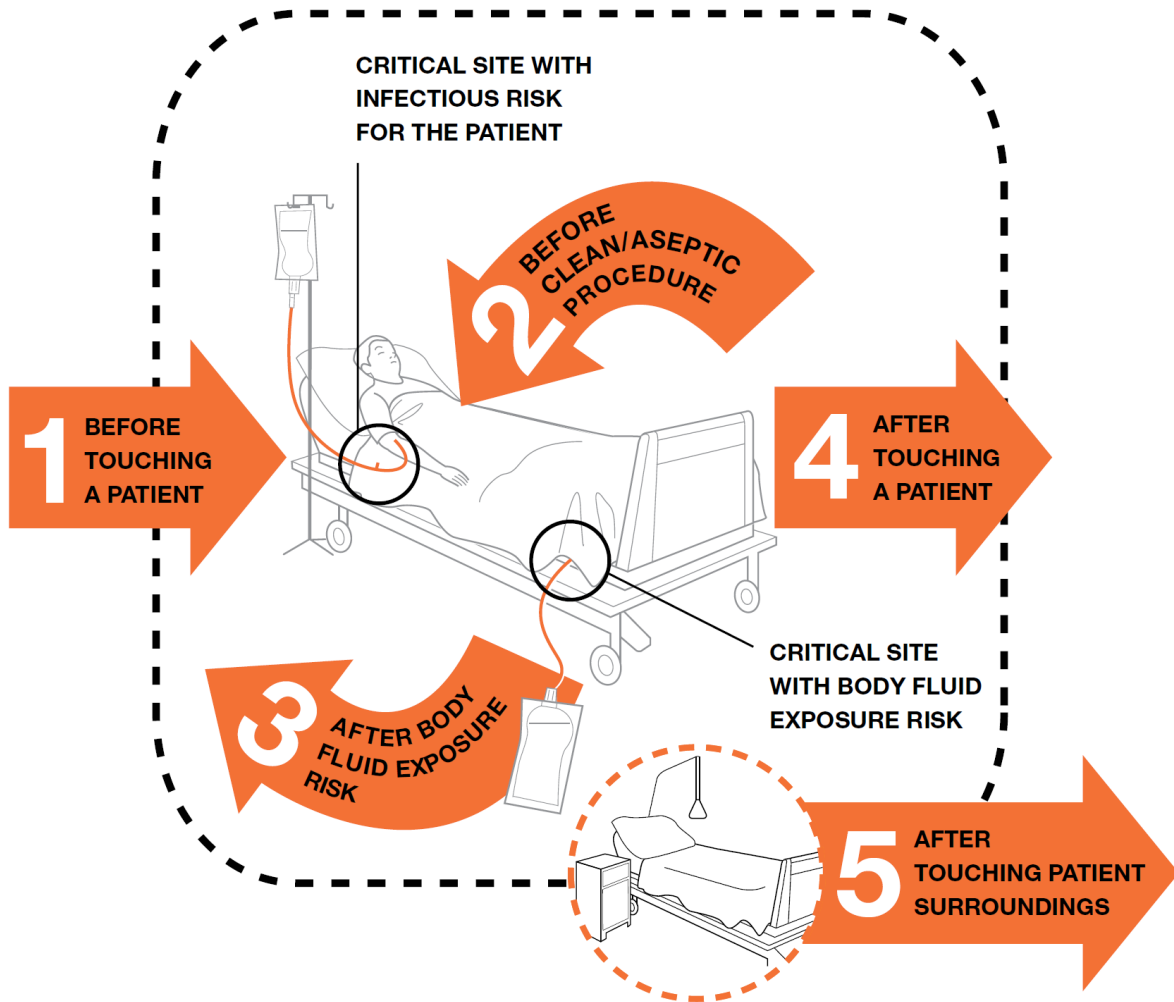 CRITICAL SITE WITH
INFECTIOUS RISK
FOR THE PATIENT
1
BEFORE
TOUCHING
A PATIENT
2
BEFORE
CLEAN/ASEPTIC
PROCEDURE
3
AFTER BODY
FLUID EXPOSURE
RISK
4
AFTER
TOUCHING
A PATIENT
CRITICAL SITE
WITH BODY FLUID
EXPOSURE RISK
5
AFTER
TOUCHING PATIENT
SURROUNDINGS